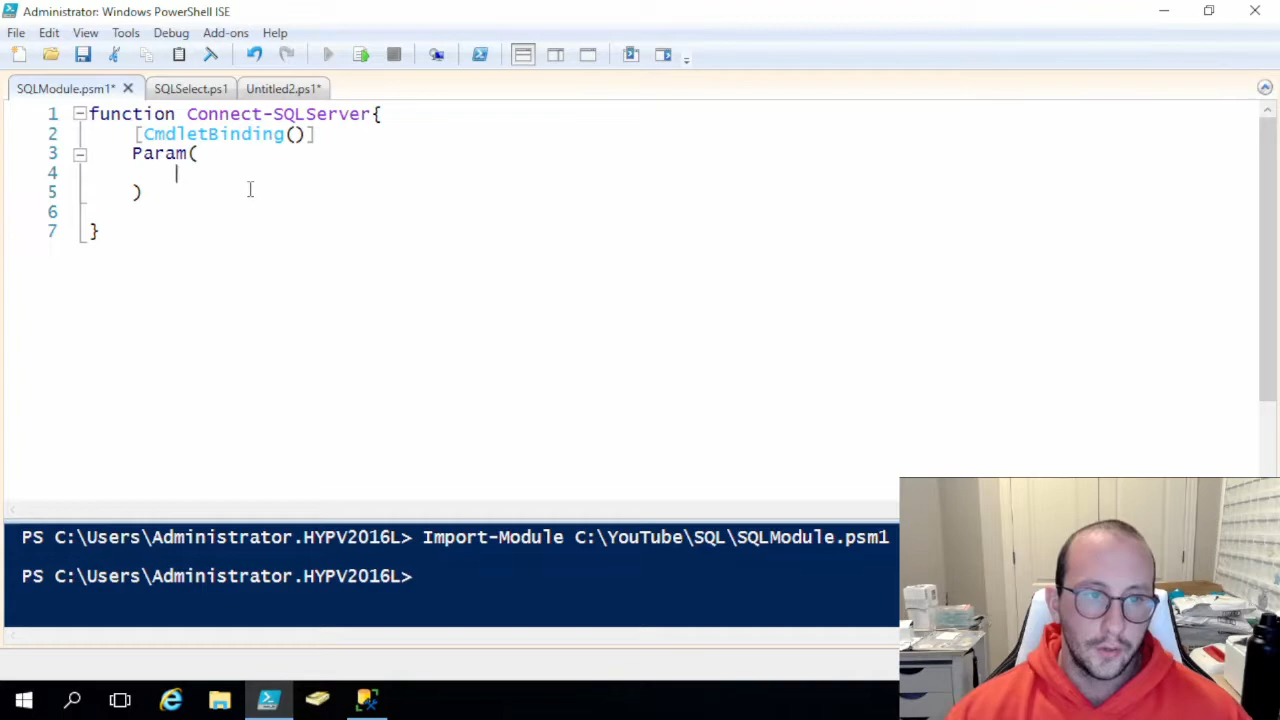 Administrator: Windows PowerShell ISE
File Edit View Tools Debug Add-ons Help
SQLModule.psm1* SQLSelect.ps1 Untitled2.ps1*
1 function Connect-SQLServer{
2 [CmdletBinding()]
3 Param(
4
5 )
6
7 }
PS C:\Users\Administrator.HYPV2016L> Import-Module C:\YouTube\SQL\SQLModule.psm1
PS C:\Users\Administrator.HYPV2016L>